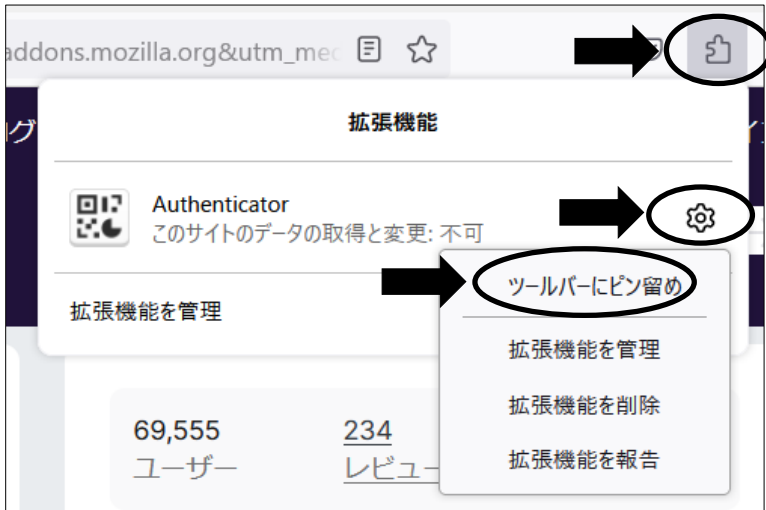 addons.mozilla.org&utm_med
ログ
拡張機能
Authenticator
このサイトのデータの取得と変更: 不可
ツールバーにピン留め
拡張機能を管理
拡張機能を管理
拡張機能を削除
69,555
234
拡張機能を報告
ユーザー
レビュー